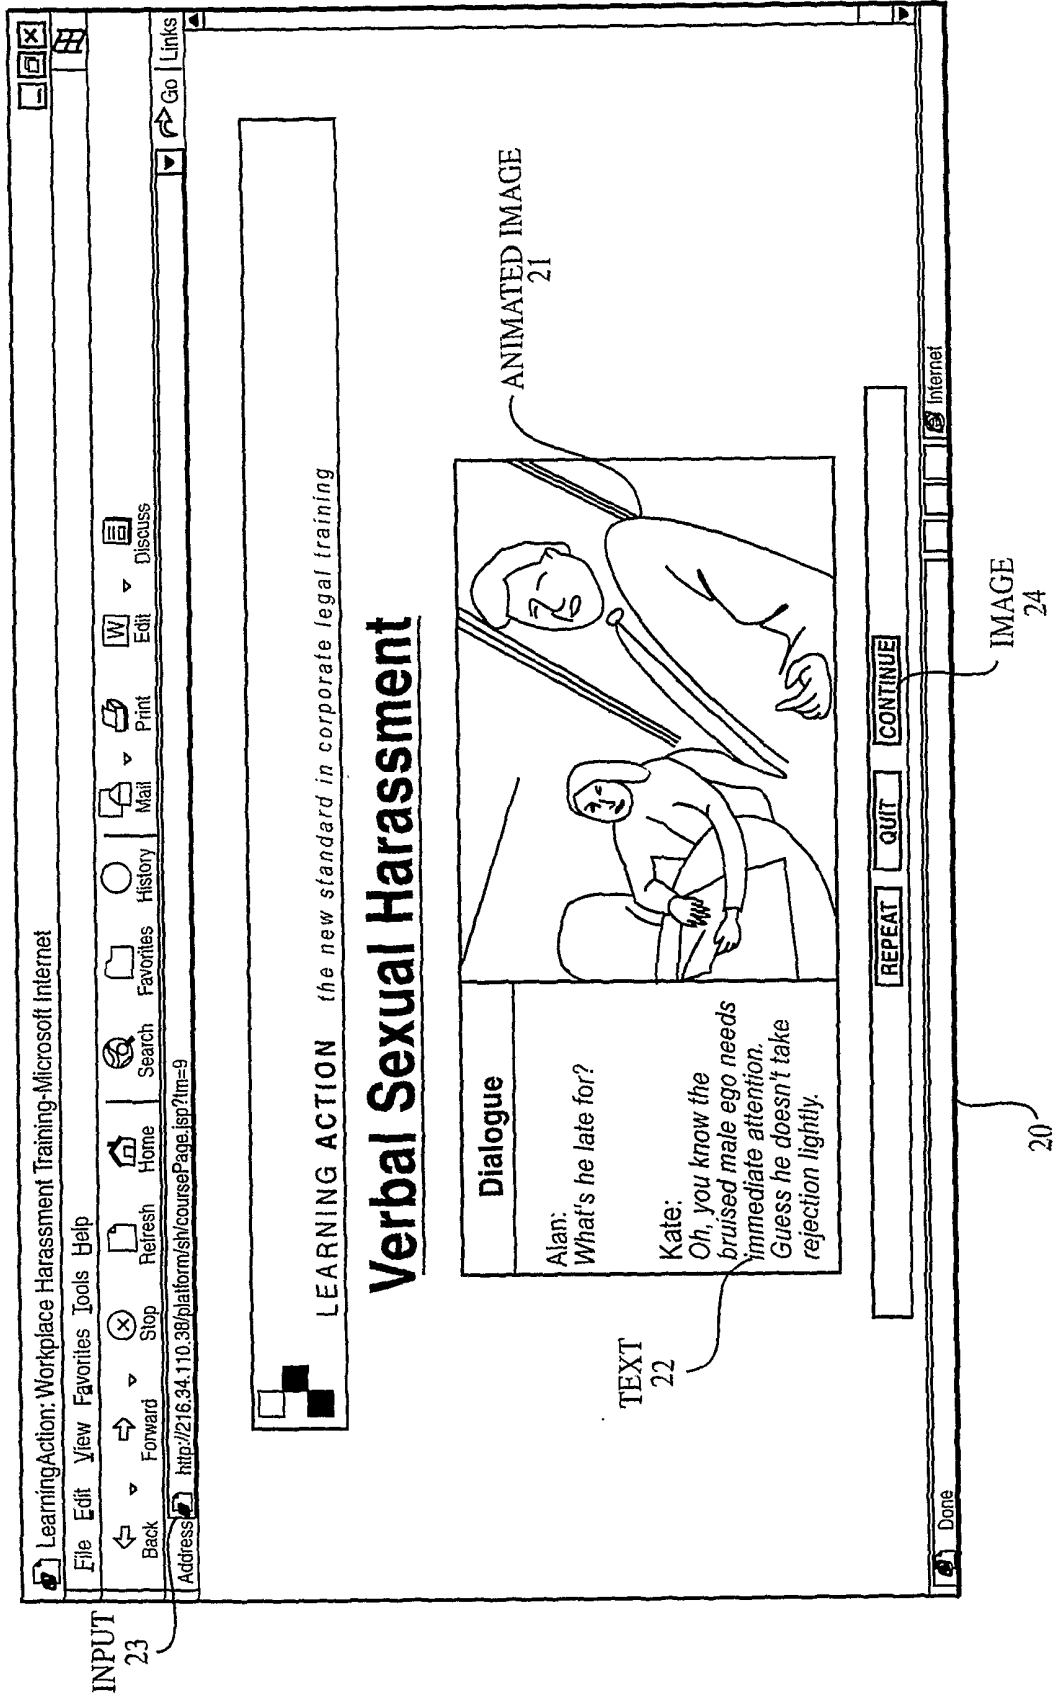 LearningAction: Workplace Harassment Training-Microsoft Internet
File Edit View Favorites Tools Help
Back Forward Stop Refresh Home Search Favorites History Mail Print Edit Discuss
Address http://216.34.110.38/platform/sh/coursePage.jsp?tm=9 Go Links
INPUT
23
LEARNING ACTION the new standard in corporate legal training
Verbal Sexual Harassment
Dialogue
Alan:
What's he late for?
Kate:
Oh, you know the
bruised male ego needs
immediate attention.
Guess he doesn't take
rejection lightly.
ANIMATED IMAGE
21
TEXT
22
REPEAT QUIT CONTINUE
IMAGE
24
Done Internet
20